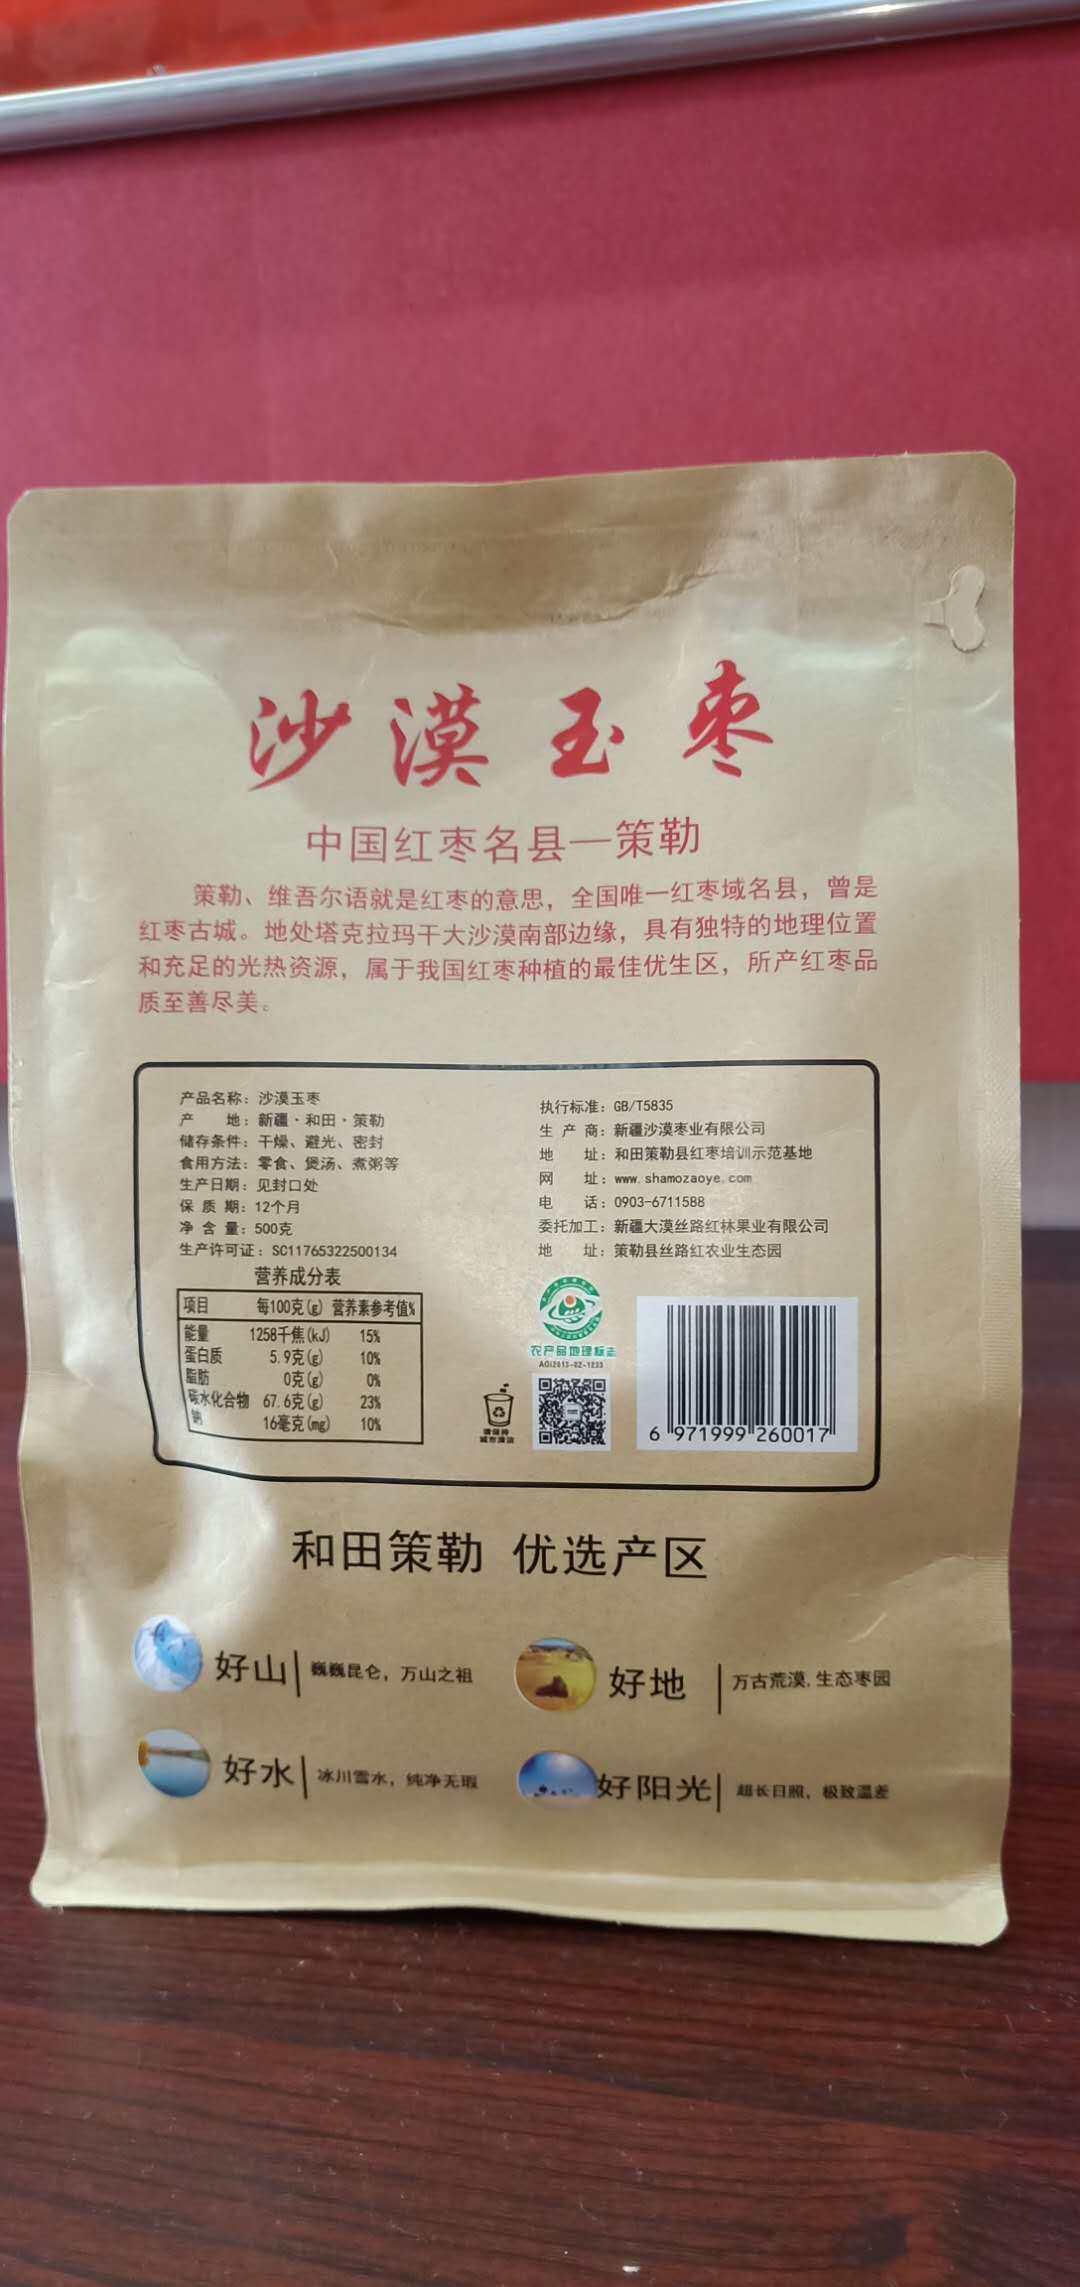 沙漠玉枣
中国红枣名县—策勒
策勒、维吾尔语就是红枣的意思，全国唯一红枣域名县，曾是
红枣古城。地处塔克拉玛干大沙漠南部边缘，具有独特的地理位置
和充足的光热资源，属于我国红枣种植的最佳优生区，所产红枣品
质至善尽美。
产品名称：沙漠玉枣
产 地：新疆·和田·策勒
储存条件：干燥、避光、密封
食用方法：零食、煲汤、煮粥等
生产日期：见封口处
保 质 期：12个月
净 含 量：500克
生产许可证：SC11765322500134
营养成分表
项目 每100克(g) 营养素参考值%
能量 1258千焦(kJ) 15%
蛋白质 5.9克(g) 10%
脂肪 0克(g) 0%
碳水化合物 67.6克(g) 23%
钠 16毫克(mg) 10%
执行标准：GB/T5835
生 产 商：新疆沙漠枣业有限公司
地 址：和田策勒县红枣培训示范基地
网 址：www.shamozaoye.com
电 话：0903-6711588
委托加工：新疆大漠丝路红林果业有限公司
地 址：策勒县丝路红农业生态园
农产品地理标志
AGI2013-02-1233
请保持
城市清洁
6 971999 260017
和田策勒 优选产区
好山 | 巍巍昆仑，万山之祖
好地 | 万古荒漠,生态枣园
好水 | 冰川雪水，纯净无瑕
好阳光 | 超长日照，极致温差